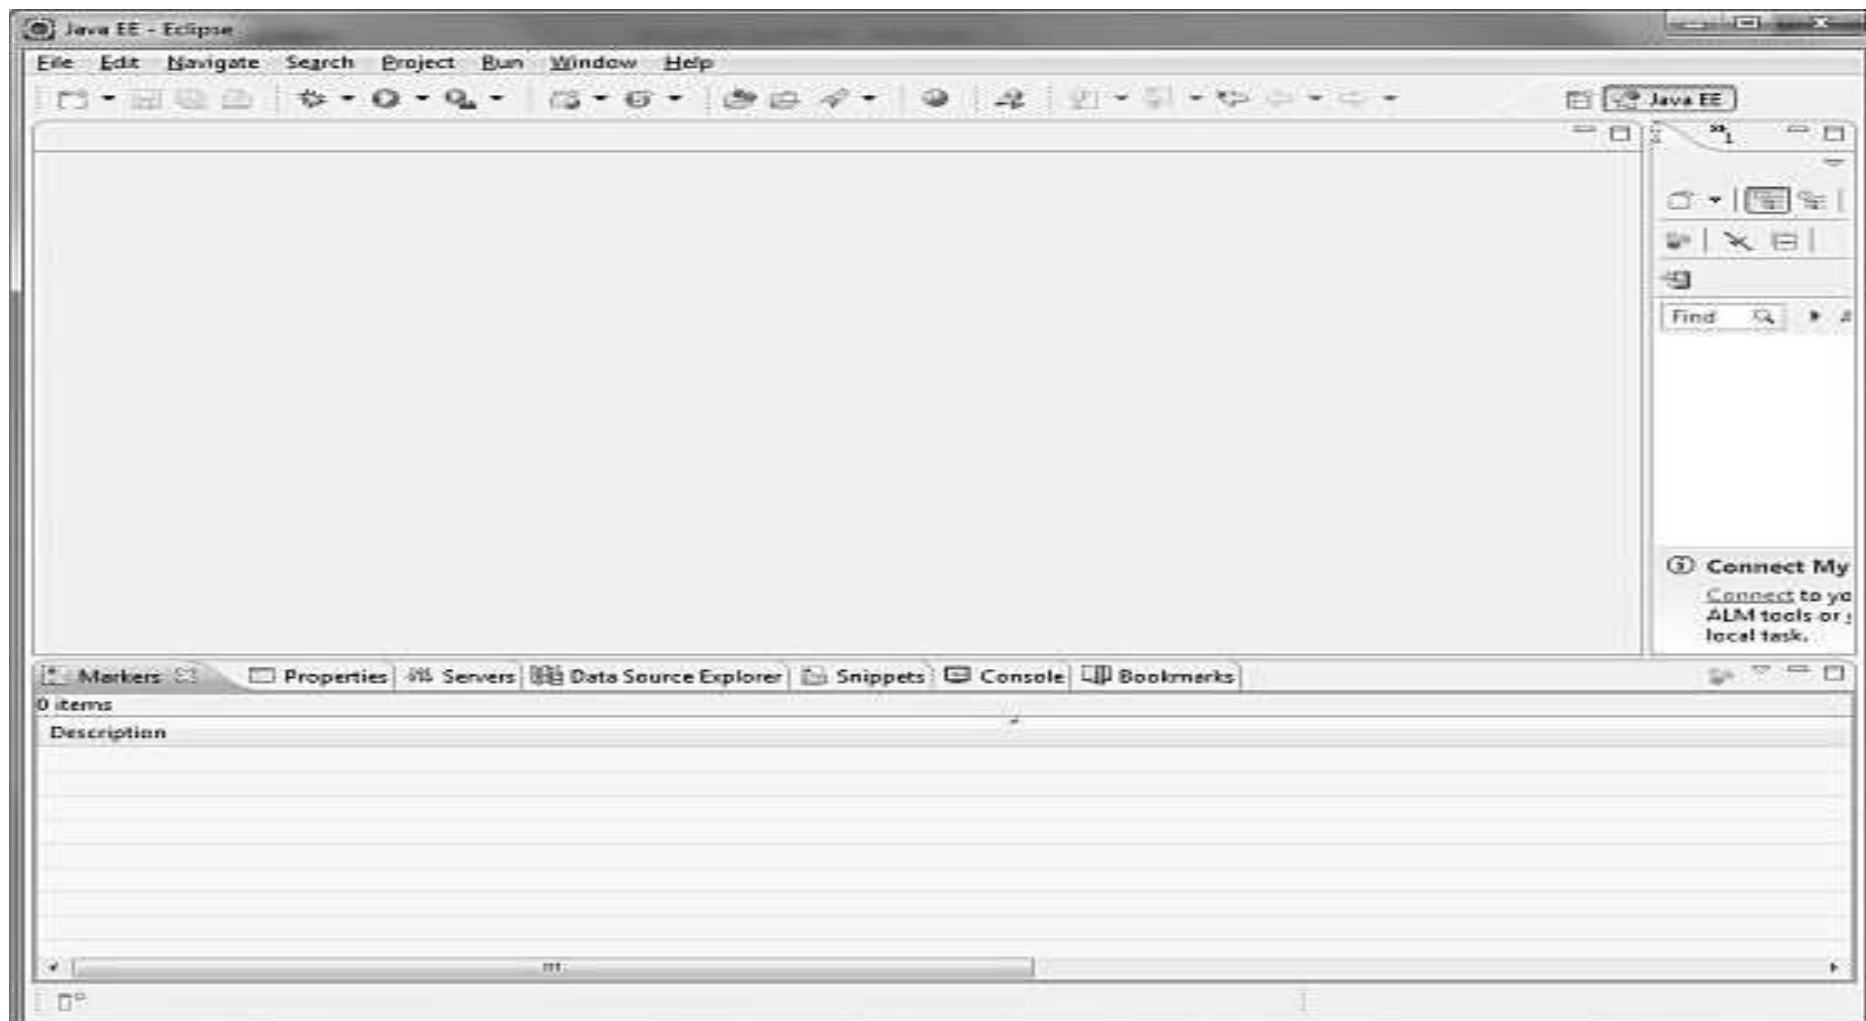 Java EE - Eclipse
File Edit Navigate Search Project Run Window Help
Java EE
»1
Find
Connect My
Connect to yo
ALM tools or
local task.
Markers Properties Servers Data Source Explorer Snippets Console Bookmarks
0 items
Description